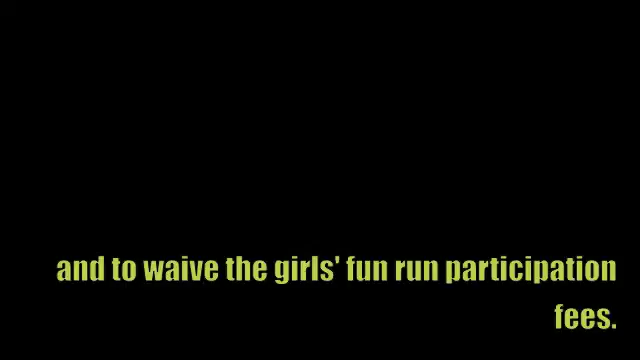 and to waive the girls' fun run participation
fees.